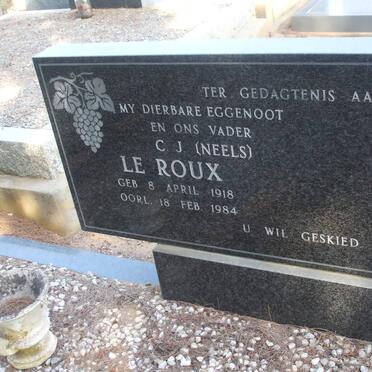 TER GEDAGTENIS AA
MY DIERBARE EGGENOOT
EN ONS VADER
C J (NEELS)
LE ROUX
GEB 8 APRIL 1918
OORL. 18 FEB. 1984
U WIL GESKIED